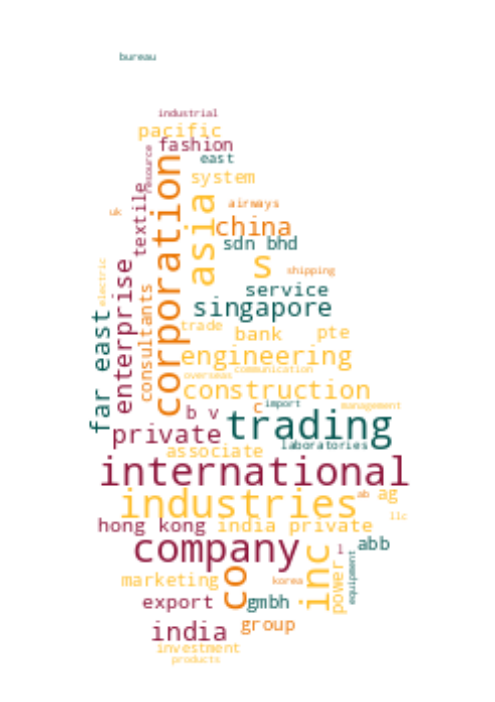 bureau
industrial
pacific
fashion
resource
east
system
textile
corporation
asia
airways
uk
china
sdn bhd
s
shipping
electric
enterprise
service
consultants
singapore
far east
trade
bank
pte
engineering
communication
overseas
construction
c
import
management
b v
trading
private
laboratories
associate
international
industries
ab
ag
llc
hong kong
india private
company
l
abb
inc
equipment
power
marketing
co
korea
export
gmbh
india
group
investment
products